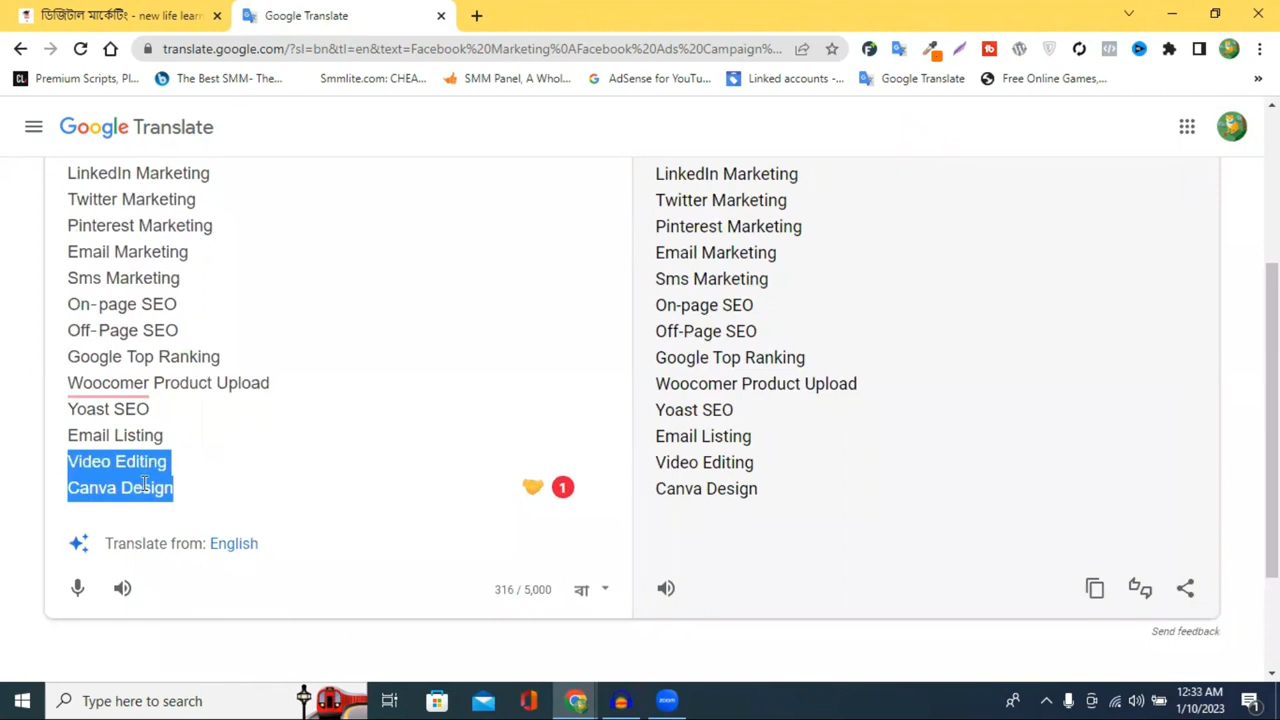 ডিজিটাল মার্কেটিং - new life lear
Google Translate
translate.google.com/?sl=bn&tl=en&text=Facebook%20Marketing%0AFacebook%20Ads%20Campaign%...
Premium Scripts, Pl...
The Best SMM- The...
Smmlite.com: CHEA...
SMM Panel, A Whol...
AdSense for YouTu...
Linked accounts -...
Google Translate
Free Online Games,...
Google Translate
LinkedIn Marketing
Twitter Marketing
Pinterest Marketing
Email Marketing
Sms Marketing
On-page SEO
Off-Page SEO
Google Top Ranking
Woocomer Product Upload
Yoast SEO
Email Listing
Video Editing
Canva Design
1
Translate from: English
316 / 5,000
বা
LinkedIn Marketing
Twitter Marketing
Pinterest Marketing
Email Marketing
Sms Marketing
On-page SEO
Off-Page SEO
Google Top Ranking
Woocomer Product Upload
Yoast SEO
Email Listing
Video Editing
Canva Design
Send feedback
Type here to search
zoom
12:33 AM
1/10/2023
1